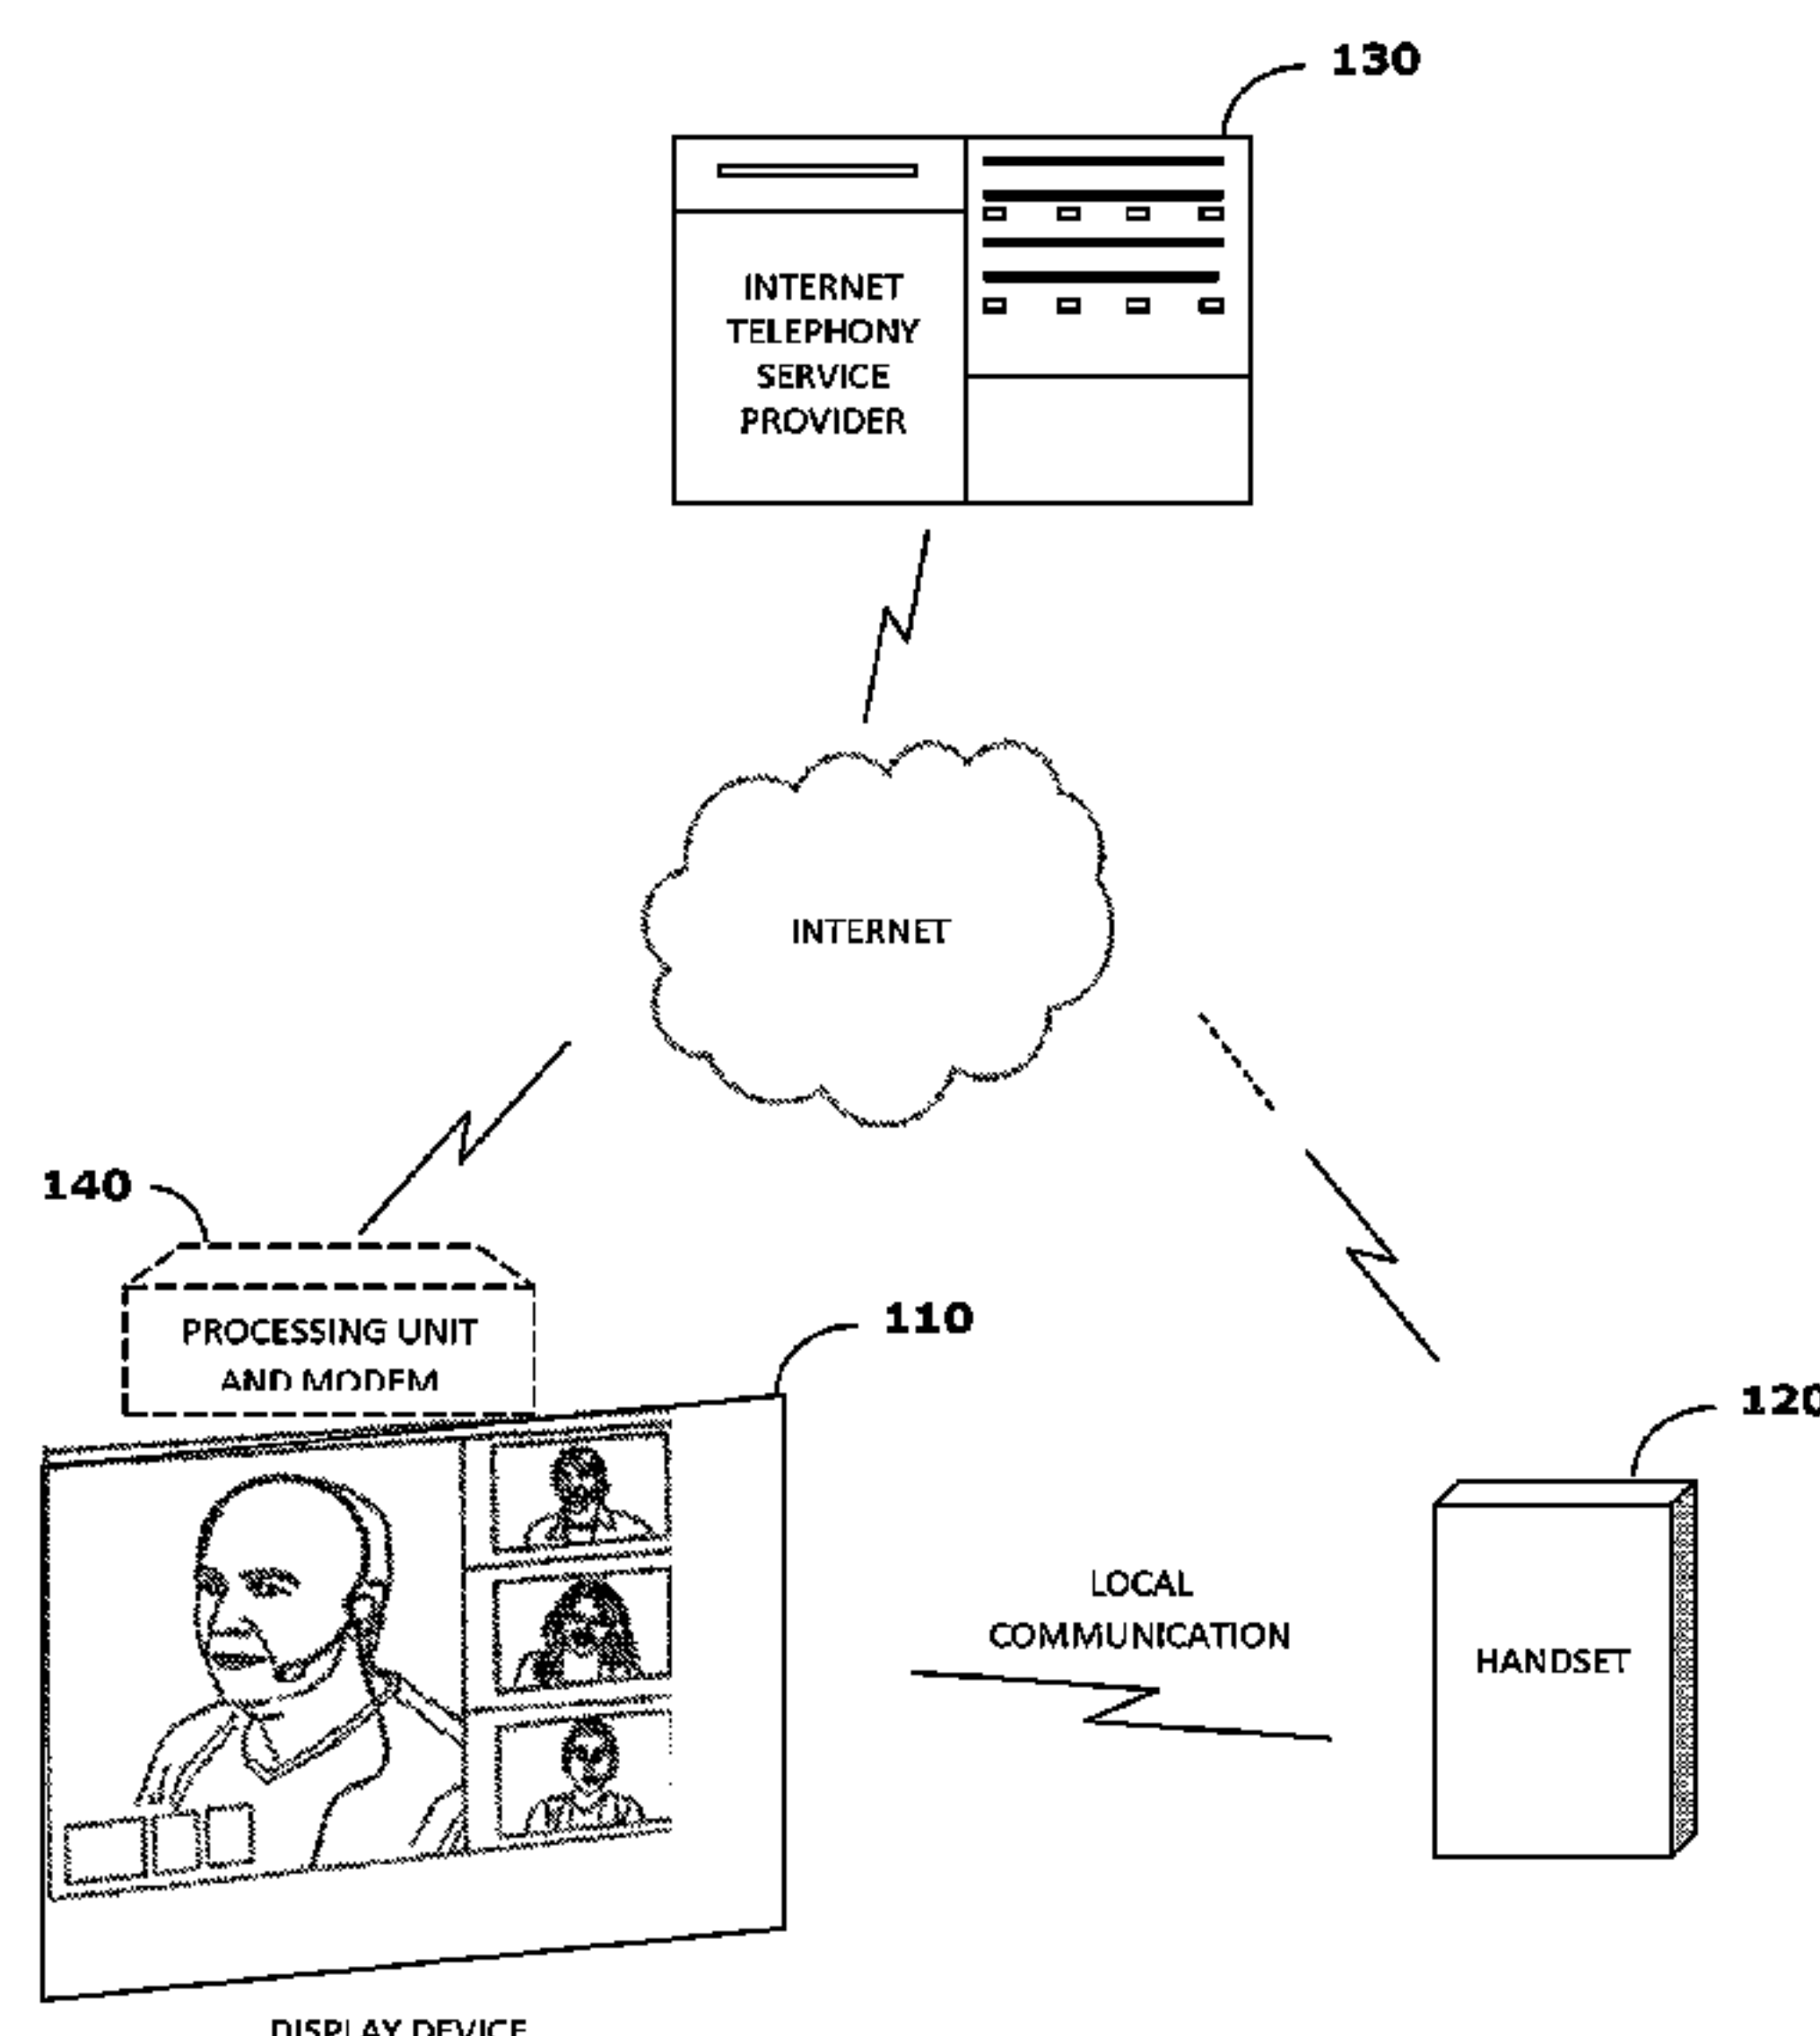 130
INTERNET
TELEPHONY
SERVICE
PROVIDER
INTERNET
140
PROCESSING UNIT
AND MODEM
110
120
LOCAL
COMMUNICATION
HANDSET
DISPLAY DEVICE